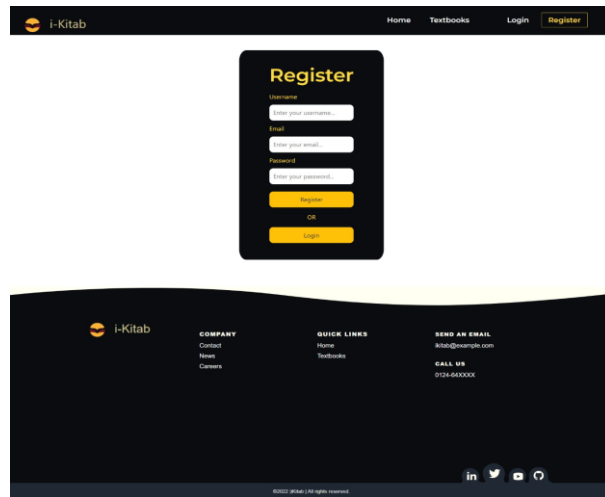 i-Kitab
Home Textbooks Login Register
Register
Username
Enter your username...
Email
Enter your email...
Password
Enter your password...
Register
OR
Login
i-Kitab
COMPANY
Contact
News
Careers
QUICK LINKS
Home
Textbooks
SEND AN EMAIL
ikitab@example.com
CALL US
0124-64XXXX
in
©2022 iKitab | All rights reserved.